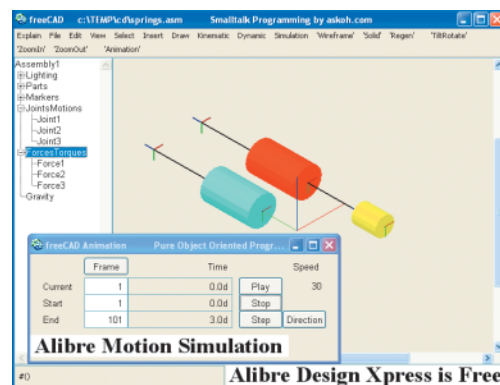 freeCAD c:\TEMP\cd\springs.asm Smalltalk Programming by askoh.com
Explain File Edit View Select Insert Draw Kinematic Dynamic Simulation 'Wireframe' 'Solid' 'Regen' 'TiltRotate'
'ZoomIn' 'ZoomOut' 'Animation'
Assembly1
Lighting
Parts
Markers
JointsMotions
Joint1
Joint2
Joint3
ForcesTorques
Force1
Force2
Force3
Gravity
freeCAD Animation Pure Object Oriented Progr...
Frame Time Speed
Current 1 0.0d Play 30
Start 1 0.0d Stop
End 101 3.0d Step Direction
Alibre Motion Simulation
#()
Alibre Design Xpress is Free